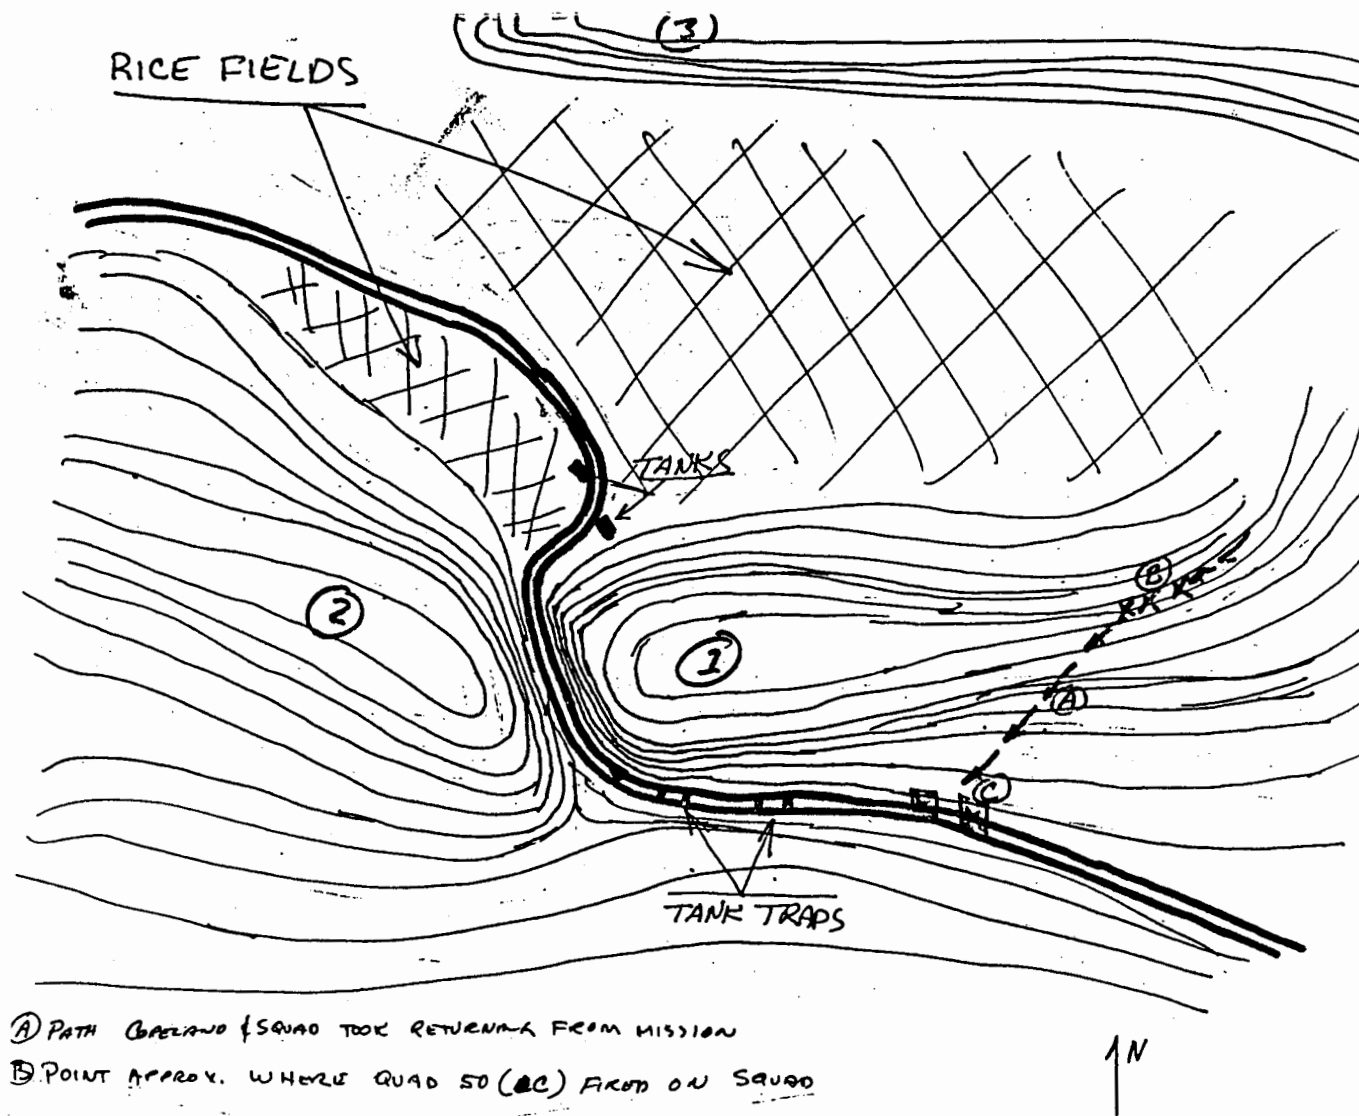 (3)
RICE FIELDS
TANKS
B
2
1
A
C
TANK TRAPS
A PATH COPELAND & SQUAD TOOK RETURNING FROM MISSION
B POINT APPROX. WHERE QUAD 50 (C) FIRED ON SQUAD
N